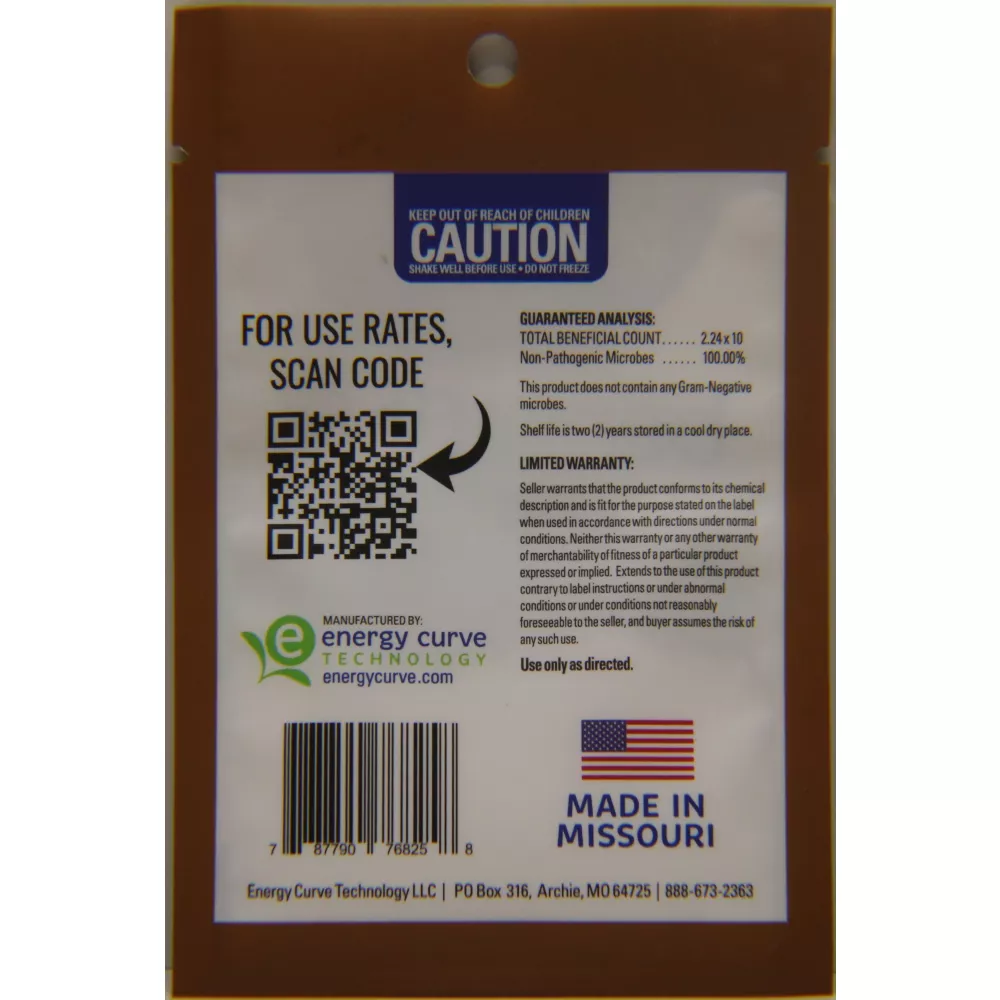 KEEP OUT OF REACH OF CHILDREN
CAUTION
SHAKE WELL BEFORE USE • DO NOT FREEZE
FOR USE RATES,
SCAN CODE
GUARANTEED ANALYSIS:
TOTAL BENEFICIAL COUNT...... 2.24 x 10
Non-Pathogenic Microbes ...... 100.00%
This product does not contain any Gram-Negative
microbes.
Shelf life is two (2) years stored in a cool dry place.
LIMITED WARRANTY:
Seller warrants that the product conforms to its chemical
description and is fit for the purpose stated on the label
when used in accordance with directions under normal
conditions. Neither this warranty or any other warranty
of merchantability of fitness of a particular product
expressed or implied. Extends to the use of this product
contrary to label instructions or under abnormal
conditions or under conditions not reasonably
foreseeable to the seller, and buyer assumes the risk of
any such use.
Use only as directed.
MANUFACTURED BY:
e energy curve
TECHNOLOGY
energycurve.com
7 87790 76825 8
MADE IN
MISSOURI
Energy Curve Technology LLC | PO Box 316, Archie, MO 64725 | 888-673-2363